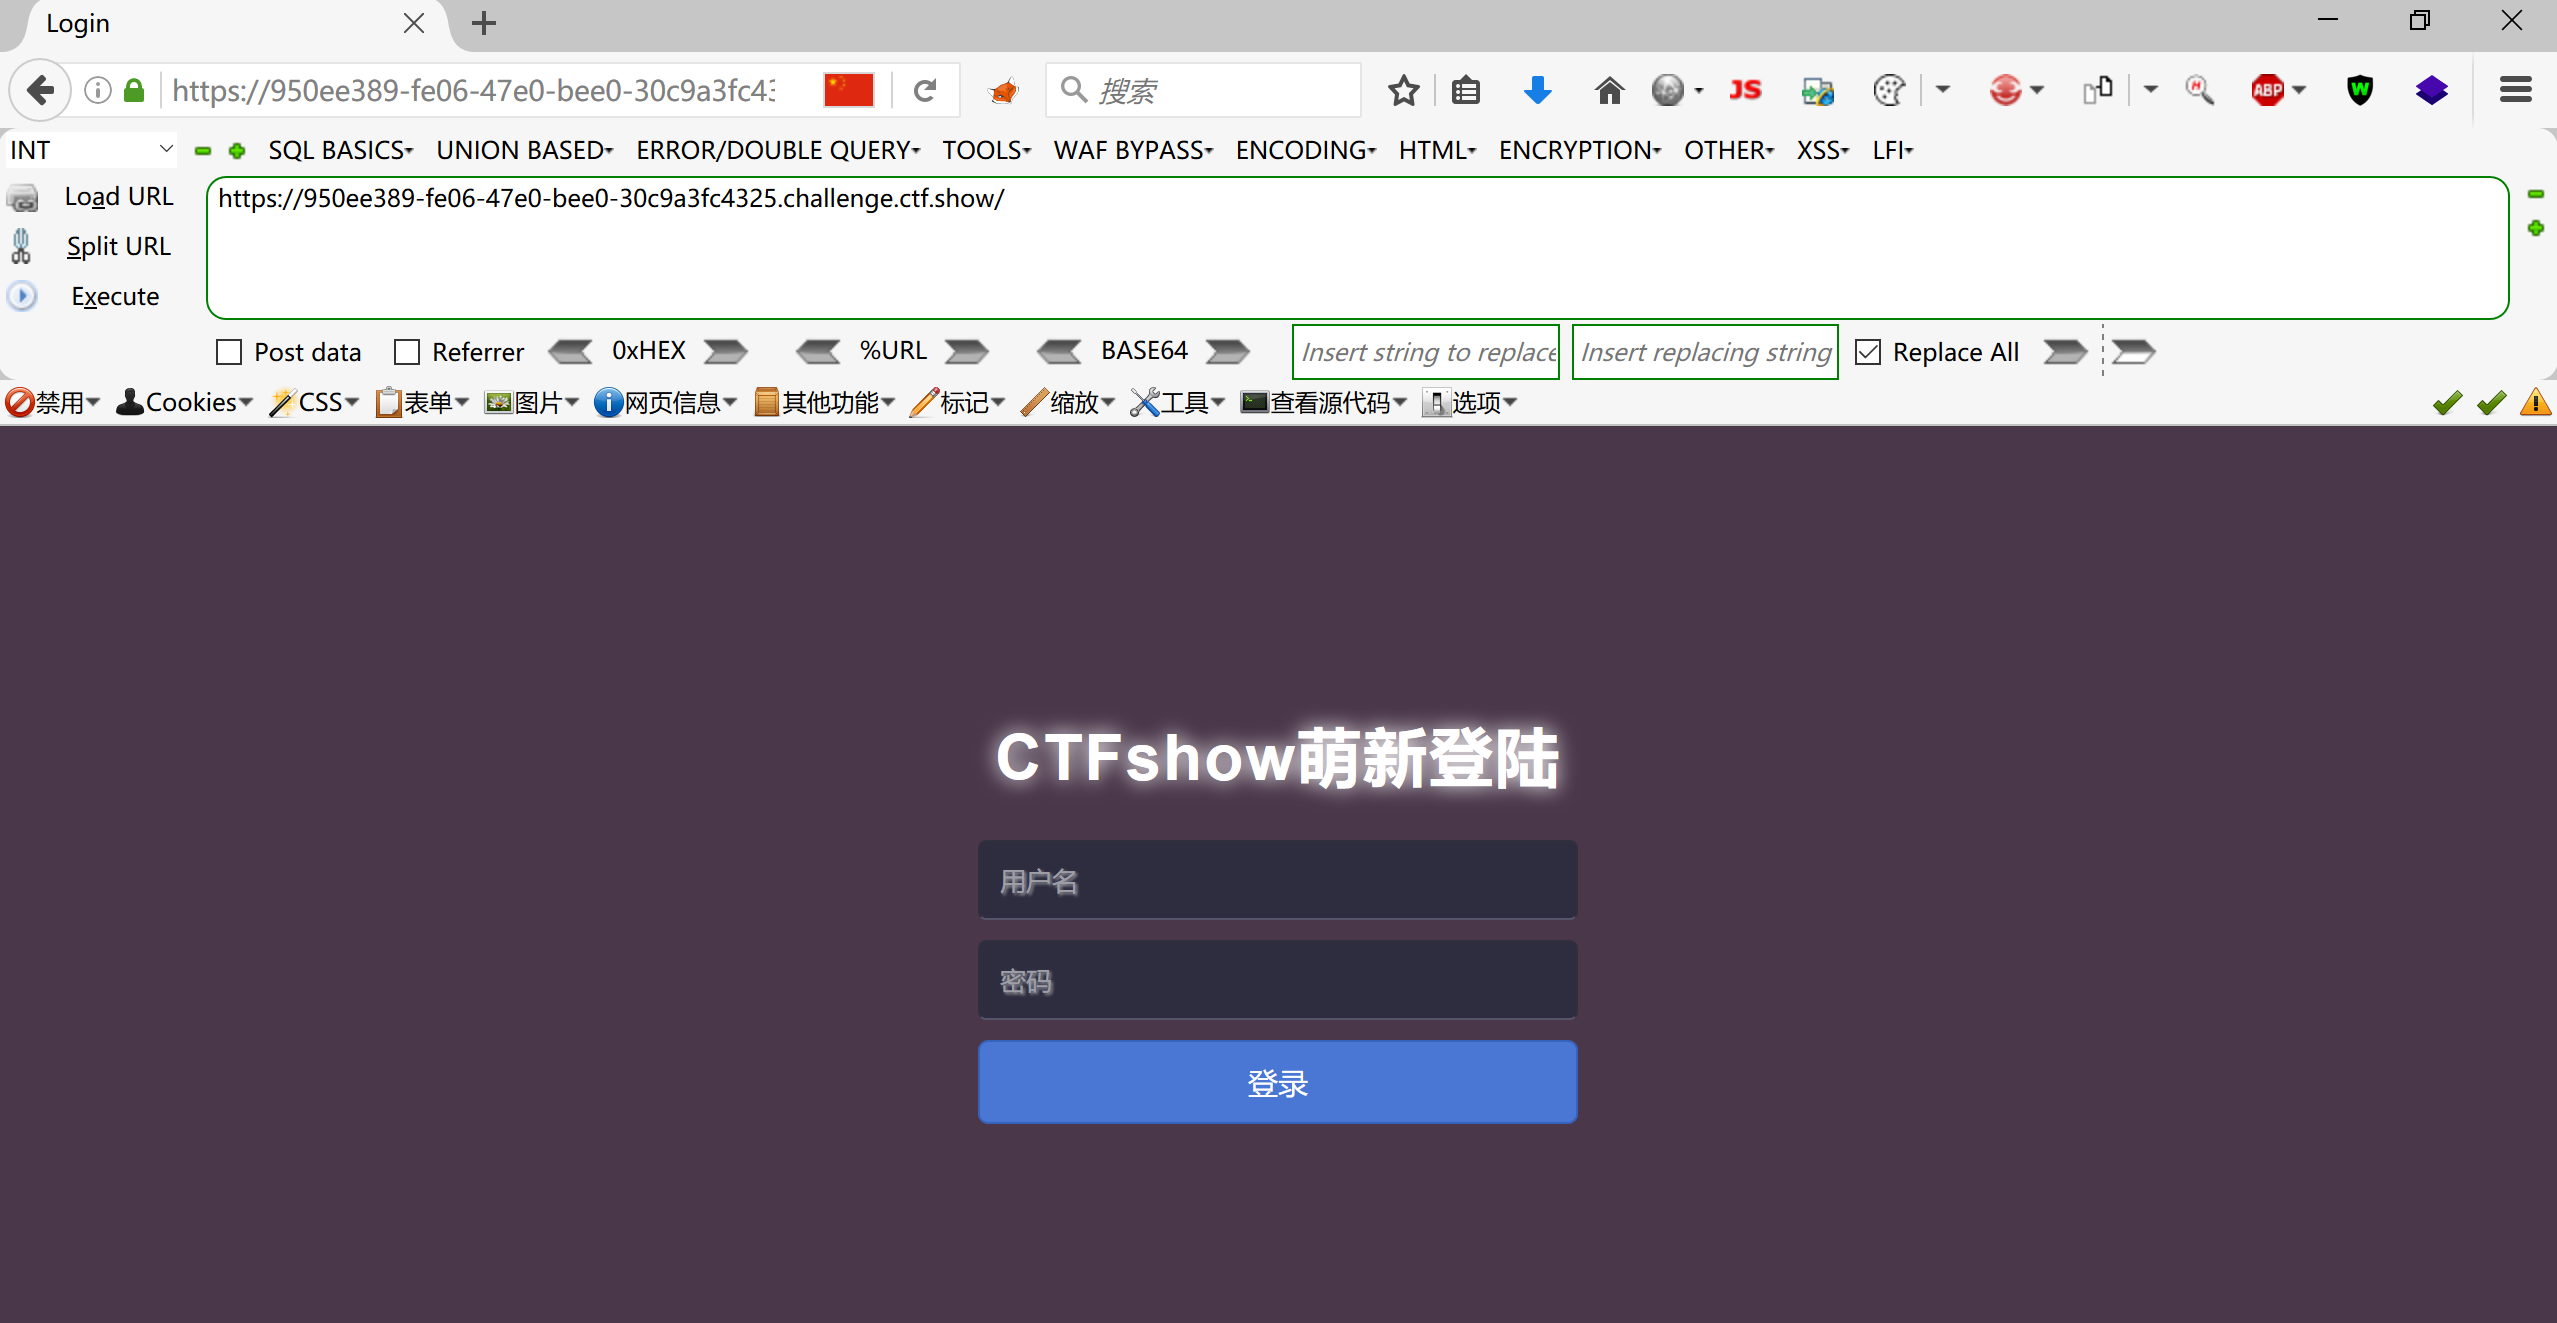 Login
https://950ee389-fe06-47e0-bee0-30c9a3fc43
搜索
JS
ABP
W
INT
SQL BASICS UNION BASED ERROR/DOUBLE QUERY TOOLS WAF BYPASS ENCODING HTML ENCRYPTION OTHER XSS LFI
Load URL
https://950ee389-fe06-47e0-bee0-30c9a3fc4325.challenge.ctf.show/
Split URL
Execute
Post data Referrer 0xHEX %URL BASE64 Insert string to replace Insert replacing string Replace All
禁用 Cookies CSS 表单 图片 网页信息 其他功能 标记 缩放 工具 查看源代码 选项
CTFshow萌新登陆
用户名
密码
登录